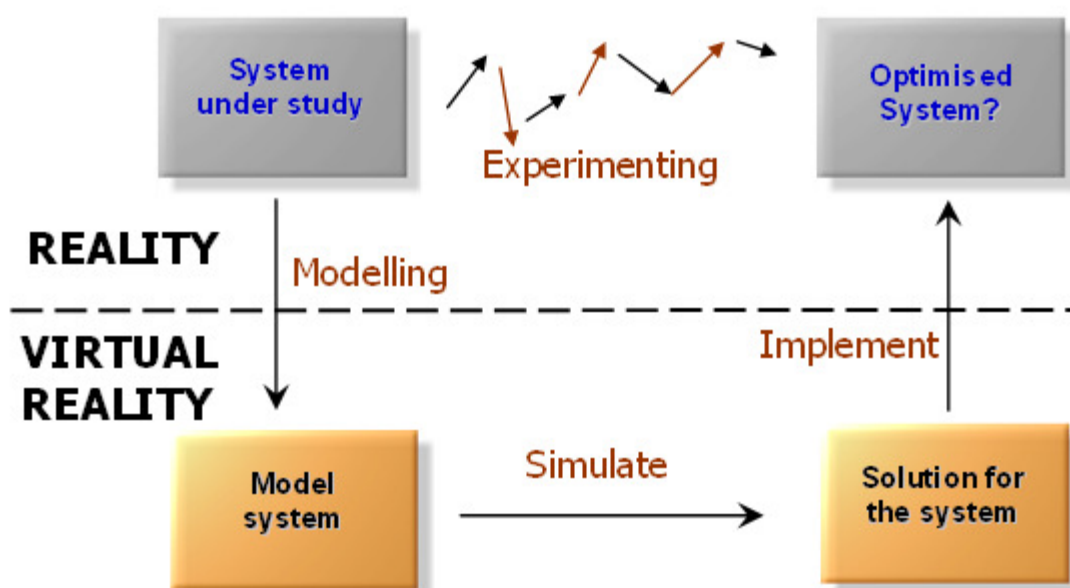 System
under study
Optimised
System?
Experimenting
REALITY
Modelling
VIRTUAL
REALITY
Implement
Model
system
Simulate
Solution for
the system